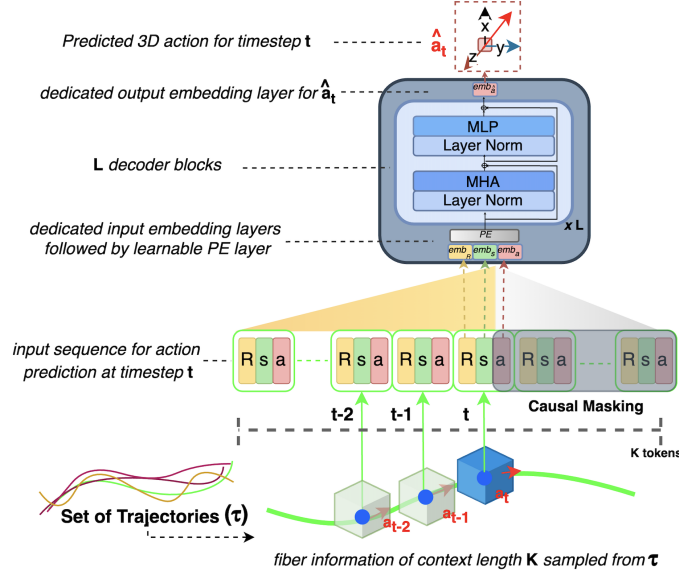 Predicted 3D action for timestep t
^
a_t
x
y
z
dedicated output embedding layer for â_t
emb_â
MLP
Layer Norm
L decoder blocks
MHA
Layer Norm
x L
dedicated input embedding layers
followed by learnable PE layer
PE
emb_R emb_s emb_a
input sequence for action
prediction at timestep t
R s a R s a R s a R s a R s a R s a
t-2 t-1 t
Causal Masking
K tokens
Set of Trajectories (τ)
a_t-2 a_t-1 a_t
fiber information of context length K sampled from τ